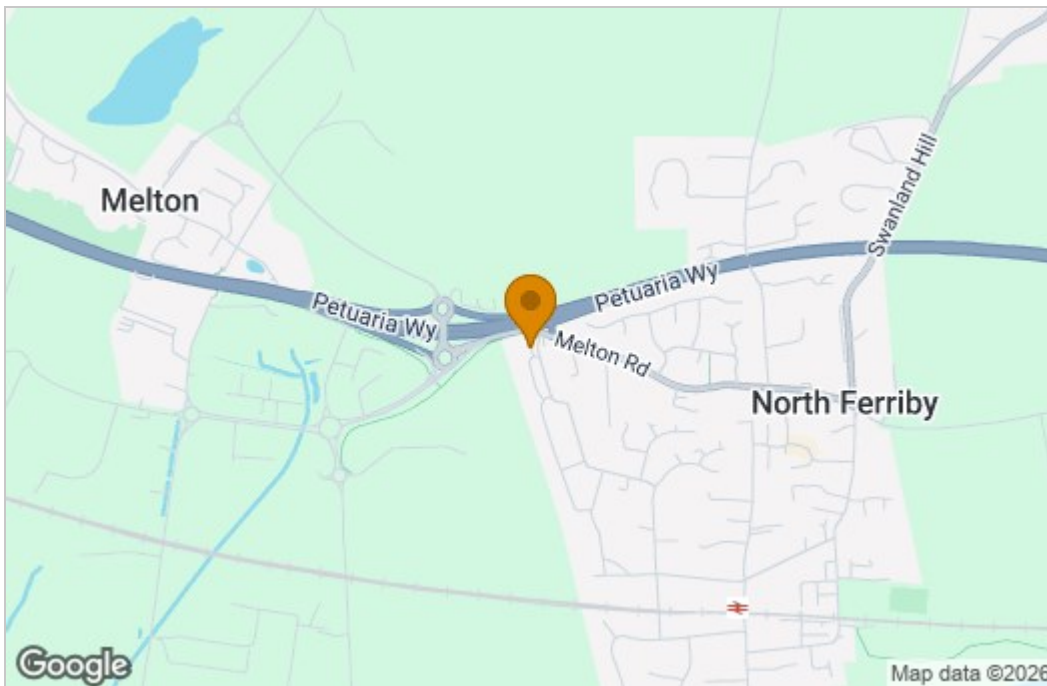 Swanland Hill
Melton
Petuaria Wy
Petuaria Wy
Melton Rd
North Ferriby
Google
Map data ©2026